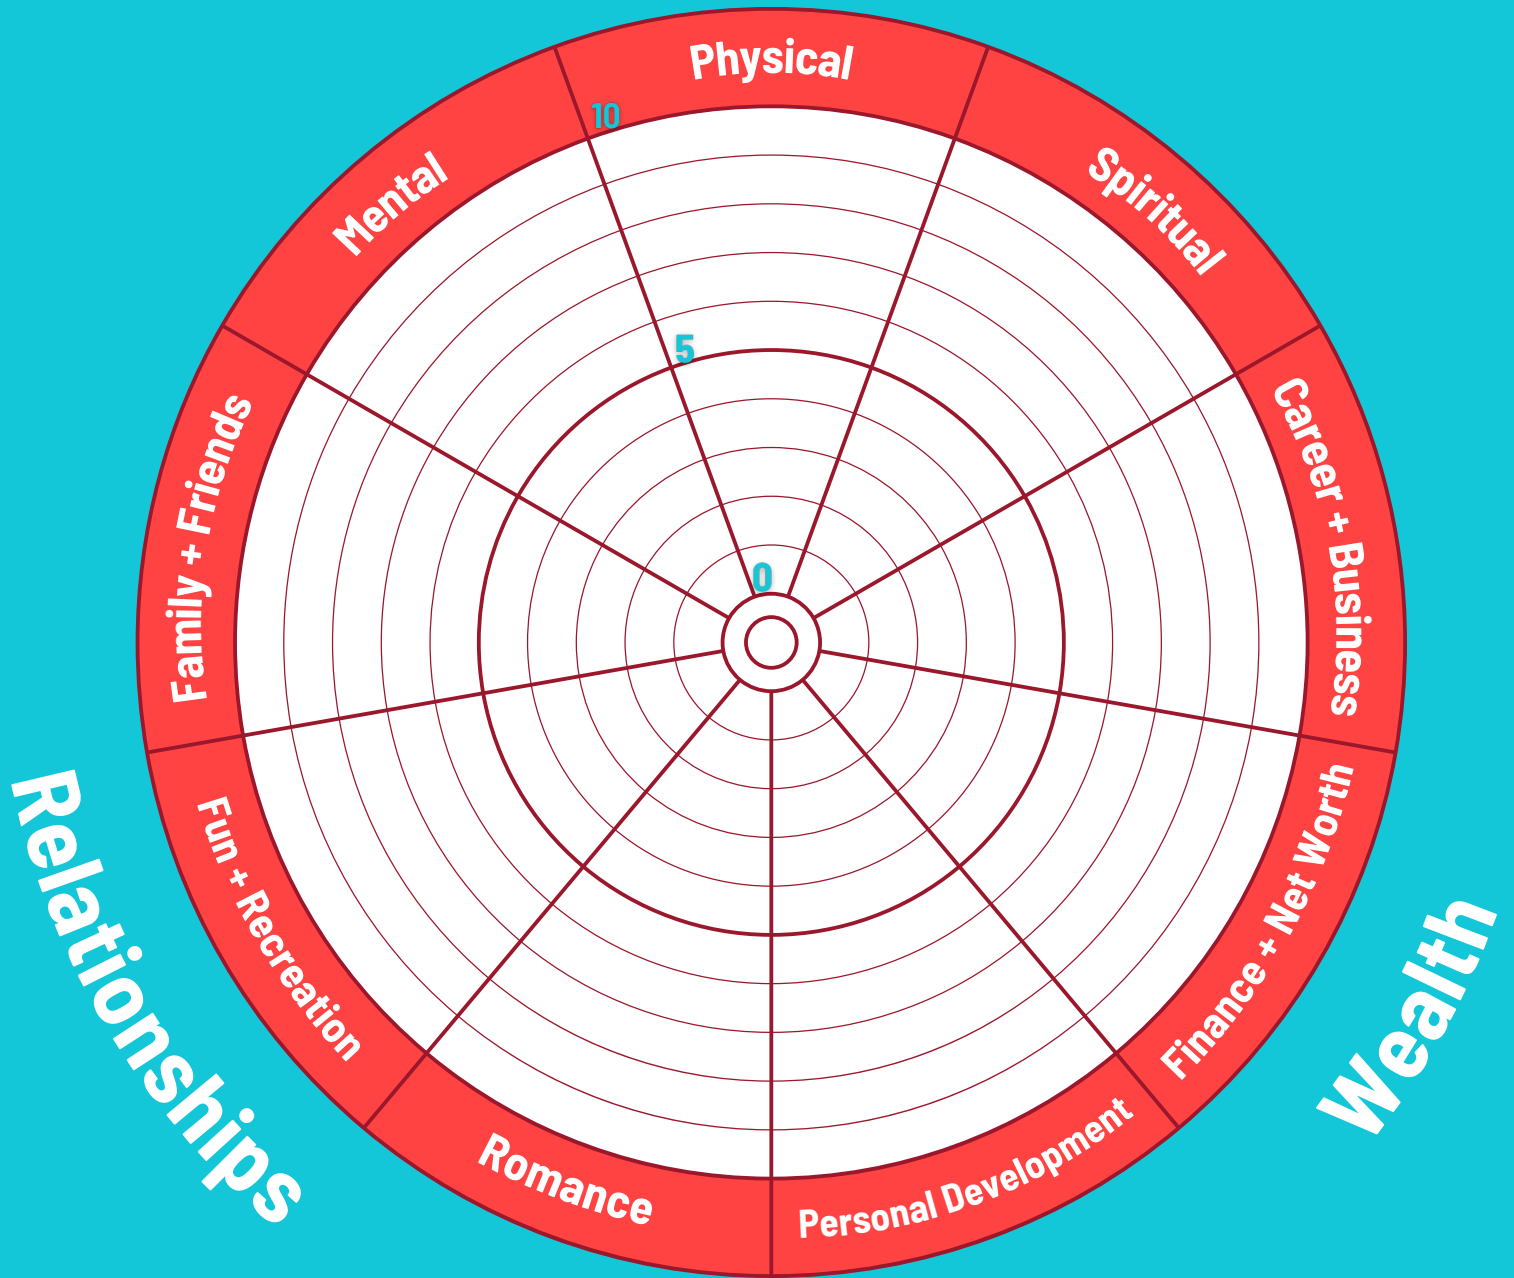 Physical
10
Mental
Spiritual
5
Family + Friends
Career + Business
0
Relationships
Fun + Recreation
Finance + Net Worth
Wealth
Romance
Personal Development